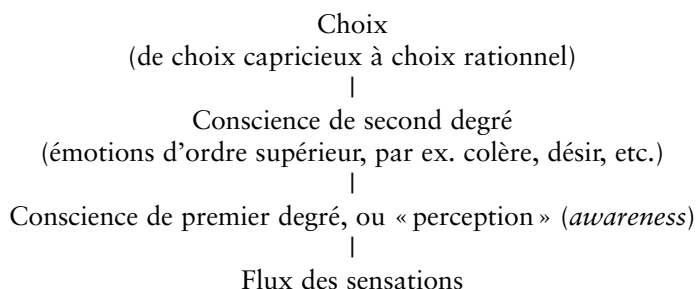 Choix
(de choix capricieux à choix rationnel)
|
Conscience de second degré
(émotions d’ordre supérieur, par ex. colère, désir, etc.)
|
Conscience de premier degré, ou « perception » (awareness)
|
Flux des sensations